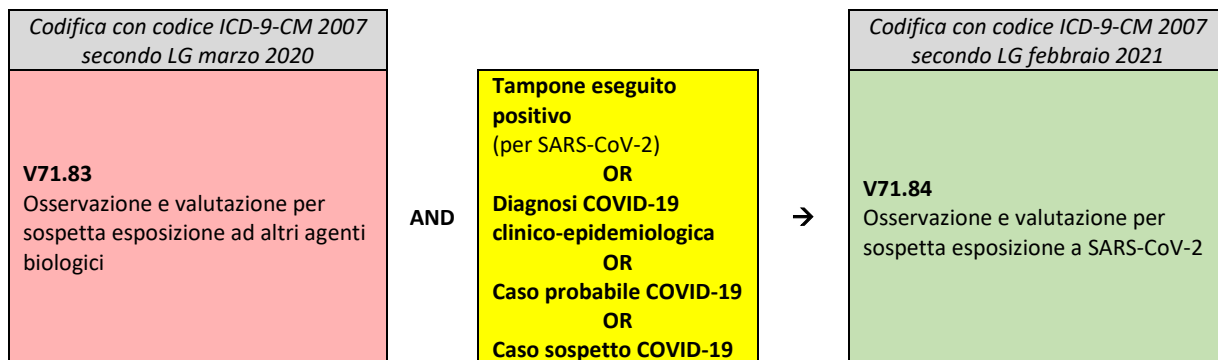 Codifica con codice ICD-9-CM 2007
secondo LG marzo 2020
V71.83
Osservazione e valutazione per
sospetta esposizione ad altri agenti
biologici
AND
Tampone eseguito
positivo
(per SARS-CoV-2)
OR
Diagnosi COVID-19
clinico-epidemiologica
OR
Caso probabile COVID-19
OR
Caso sospetto COVID-19
→
Codifica con codice ICD-9-CM 2007
secondo LG febbraio 2021
V71.84
Osservazione e valutazione per
sospetta esposizione a SARS-CoV-2